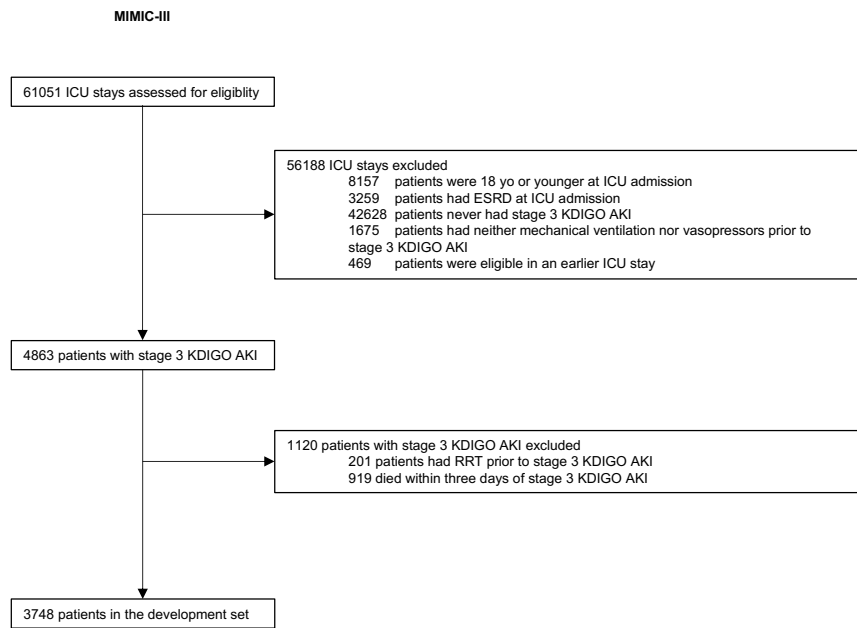 MIMIC-III
61051 ICU stays assessed for eligiblity
56188 ICU stays excluded
8157 patients were 18 yo or younger at ICU admission
3259 patients had ESRD at ICU admission
42628 patients never had stage 3 KDIGO AKI
1675 patients had neither mechanical ventilation nor vasopressors prior to
stage 3 KDIGO AKI
469 patients were eligible in an earlier ICU stay
4863 patients with stage 3 KDIGO AKI
1120 patients with stage 3 KDIGO AKI excluded
201 patients had RRT prior to stage 3 KDIGO AKI
919 died within three days of stage 3 KDIGO AKI
3748 patients in the development set